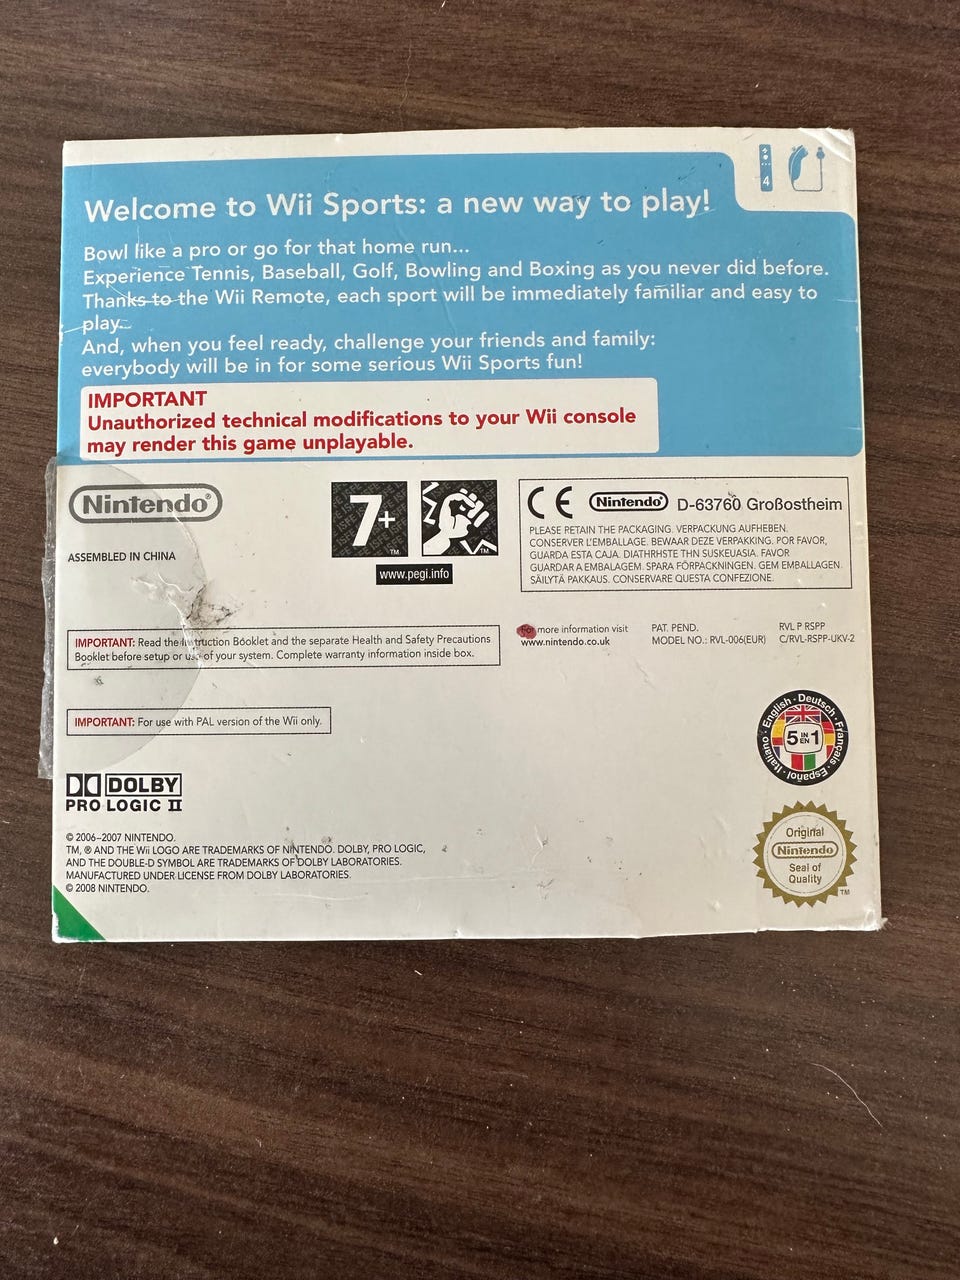 4
Welcome to Wii Sports: a new way to play!
Bowl like a pro or go for that home run...
Experience Tennis, Baseball, Golf, Bowling and Boxing as you never did before.
Thanks to the Wii Remote, each sport will be immediately familiar and easy to
play.
And, when you feel ready, challenge your friends and family:
everybody will be in for some serious Wii Sports fun!
IMPORTANT
Unauthorized technical modifications to your Wii console
may render this game unplayable.
Nintendo®
ASSEMBLED IN CHINA
7+
TM
TM
www.pegi.info
CE Nintendo® D-63760 Großostheim
PLEASE RETAIN THE PACKAGING. VERPACKUNG AUFHEBEN.
CONSERVER L'EMBALLAGE. BEWAAR DEZE VERPAKKING. POR FAVOR,
GUARDA ESTA CAJA. DIATHRHSTE THN SUSKEUASIA. FAVOR
GUARDAR A EMBALAGEM. SPARA FÖRPACKNINGEN. GEM EMBALLAGEN.
SÄILYTÄ PAKKAUS. CONSERVARE QUESTA CONFEZIONE.
IMPORTANT: Read the Instruction Booklet and the separate Health and Safety Precautions
Booklet before setup or use of your system. Complete warranty information inside box.
For more information visit
www.nintendo.co.uk
PAT. PEND.
MODEL NO.: RVL-006(EUR)
RVL P RSPP
C/RVL-RSPP-UKV-2
IMPORTANT: For use with PAL version of the Wii only.
English · Deutsch · Français · Español · Italiano ·
5 IN EN 1
DOLBY
PRO LOGIC II
Original
Nintendo
Seal of
Quality
TM
© 2006–2007 NINTENDO.
TM, ® AND THE Wii LOGO ARE TRADEMARKS OF NINTENDO. DOLBY, PRO LOGIC,
AND THE DOUBLE-D SYMBOL ARE TRADEMARKS OF DOLBY LABORATORIES.
MANUFACTURED UNDER LICENSE FROM DOLBY LABORATORIES.
© 2008 NINTENDO.